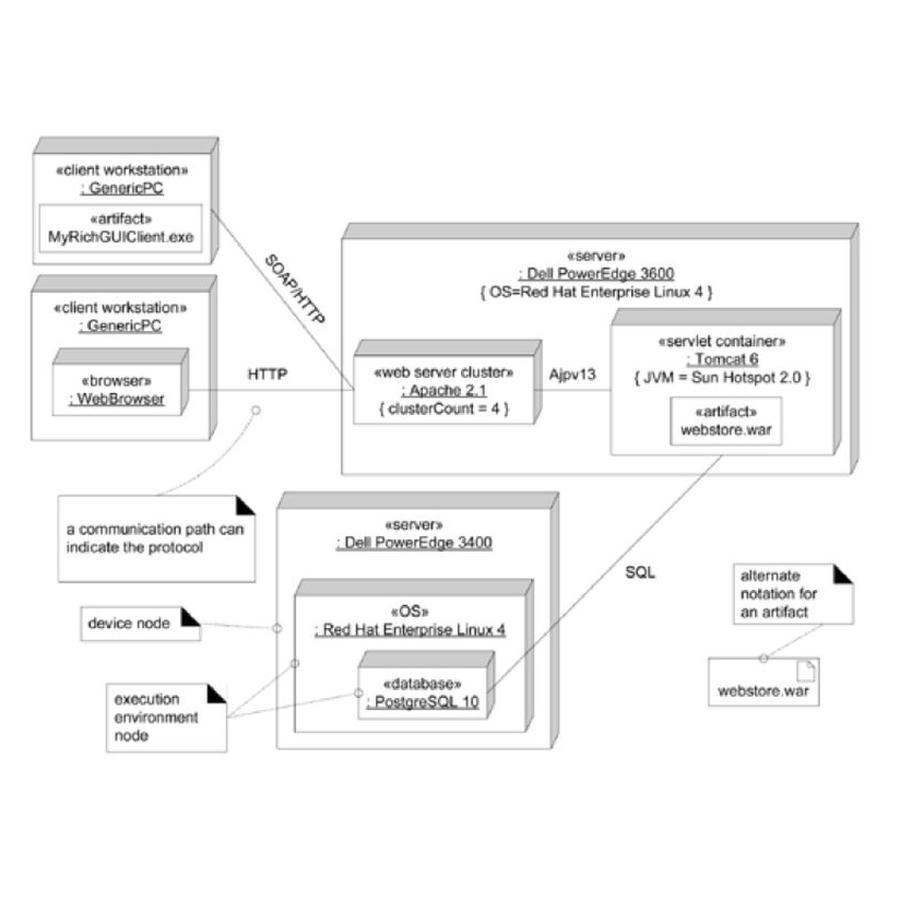 «client workstation»
: GenericPC
«artifact»
MyRichGUIClient.exe
SOAP/HTTP
«client workstation»
: GenericPC
«browser»
: WebBrowser
HTTP
«server»
: Dell PowerEdge 3600
{ OS=Red Hat Enterprise Linux 4 }
«web server cluster»
: Apache 2.1
{ clusterCount = 4 }
Ajpv13
«servlet container»
: Tomcat 6
{ JVM = Sun Hotspot 2.0 }
«artifact»
webstore.war
a communication path can
indicate the protocol
«server»
: Dell PowerEdge 3400
«OS»
: Red Hat Enterprise Linux 4
«database»
: PostgreSQL 10
SQL
device node
execution
environment
node
alternate
notation for
an artifact
webstore.war